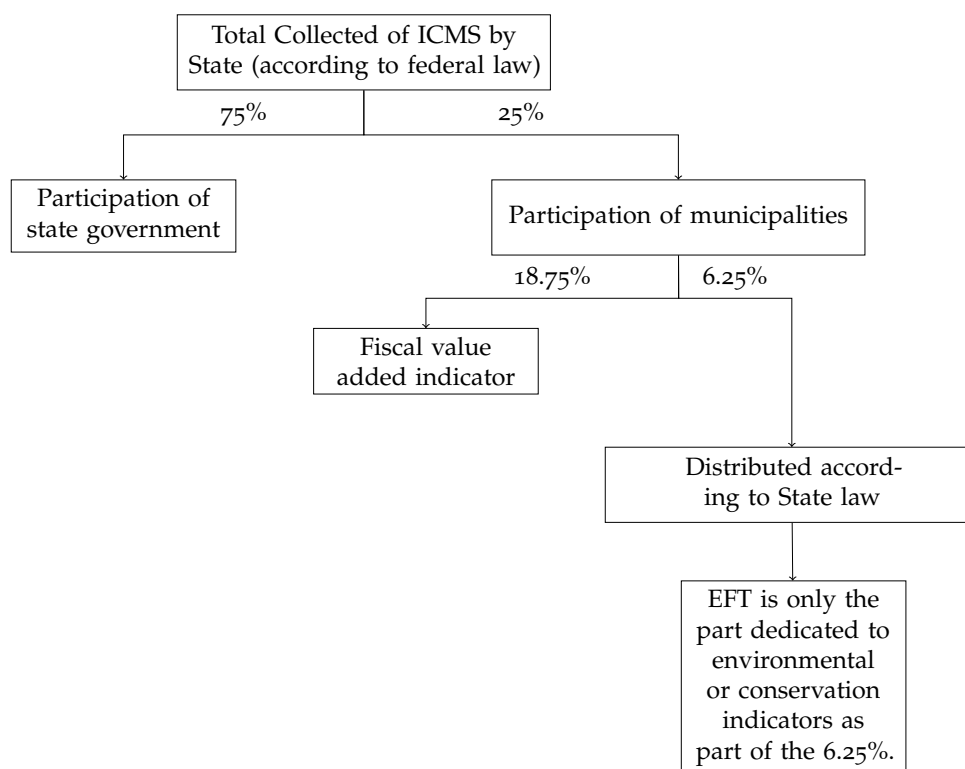 Total Collected of ICMS by
State (according to federal law)
75%
25%
Participation of
state government
Participation of municipalities
18.75%
6.25%
Fiscal value
added indicator
Distributed accord-
ing to State law
EFT is only the
part dedicated to
environmental
or conservation
indicators as
part of the 6.25%.